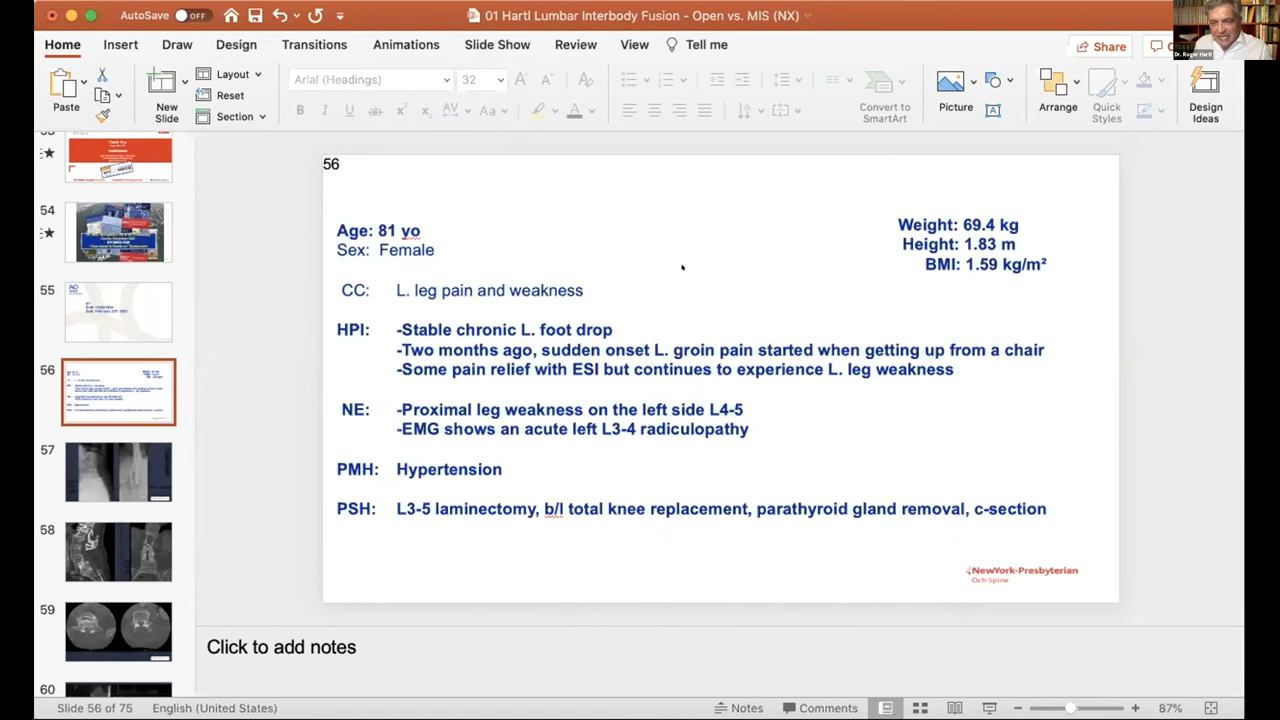 AutoSave OFF
01 Hartl Lumbar Interbody Fusion - Open vs. MIS (NX)
Dr. Roger Hartl
Home Insert Draw Design Transitions Animations Slide Show Review View Tell me
Share
Paste
New Slide
Layout
Reset
Section
Arial (Headings) 32
Convert to SmartArt
Picture
Arrange
Quick Styles
Design Ideas
Thank You
54
55
56
57
58
59
60
56
Age: 81 yo
Sex: Female
Weight: 69.4 kg
Height: 1.83 m
BMI: 1.59 kg/m²
CC: L. leg pain and weakness
HPI: -Stable chronic L. foot drop
-Two months ago, sudden onset L. groin pain started when getting up from a chair
-Some pain relief with ESI but continues to experience L. leg weakness
NE: -Proximal leg weakness on the left side L4-5
-EMG shows an acute left L3-4 radiculopathy
PMH: Hypertension
PSH: L3-5 laminectomy, b/l total knee replacement, parathyroid gland removal, c-section
NewYork-Presbyterian
Och Spine
Click to add notes
Slide 56 of 75 English (United States) Notes Comments 87%